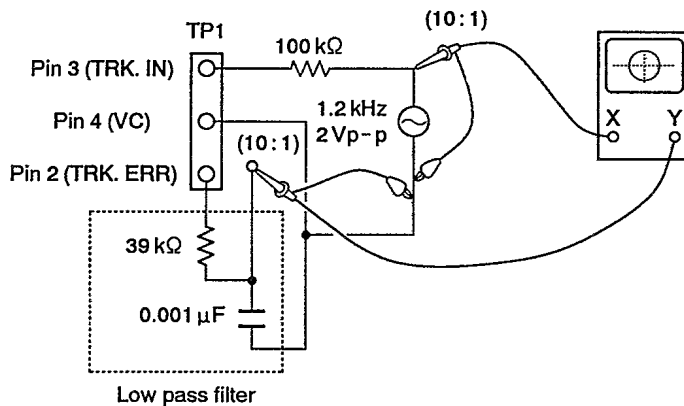 TP1
(10 : 1)
100 kΩ
Pin 3 (TRK. IN)
1.2 kHz
2 Vp-p
X Y
Pin 4 (VC)
(10 : 1)
Pin 2 (TRK. ERR)
39 kΩ
0.001 μF
Low pass filter